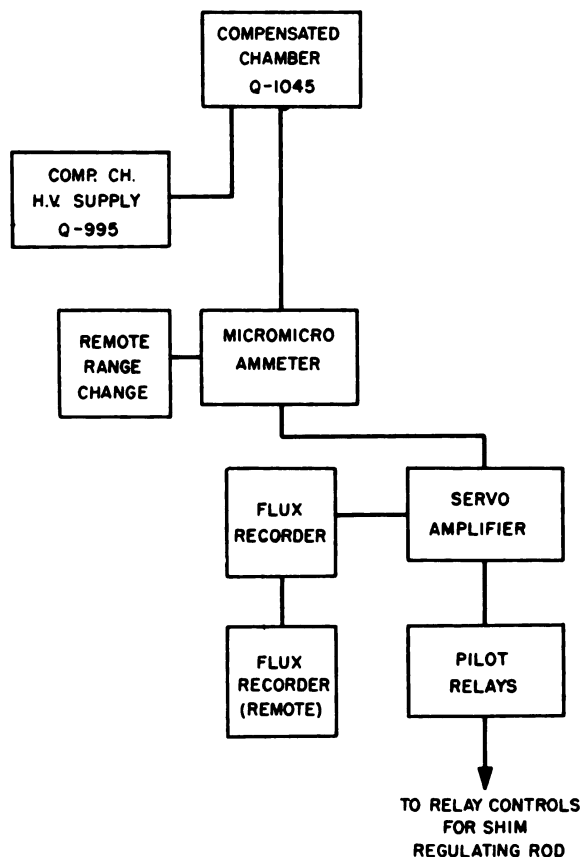 COMPENSATED
CHAMBER
Q-1045
COMP. CH.
H.V. SUPPLY
Q-995
REMOTE
RANGE
CHANGE
MICROMICRO
AMMETER
FLUX
RECORDER
SERVO
AMPLIFIER
FLUX
RECORDER
(REMOTE)
PILOT
RELAYS
TO RELAY CONTROLS
FOR SHIM
REGULATING ROD